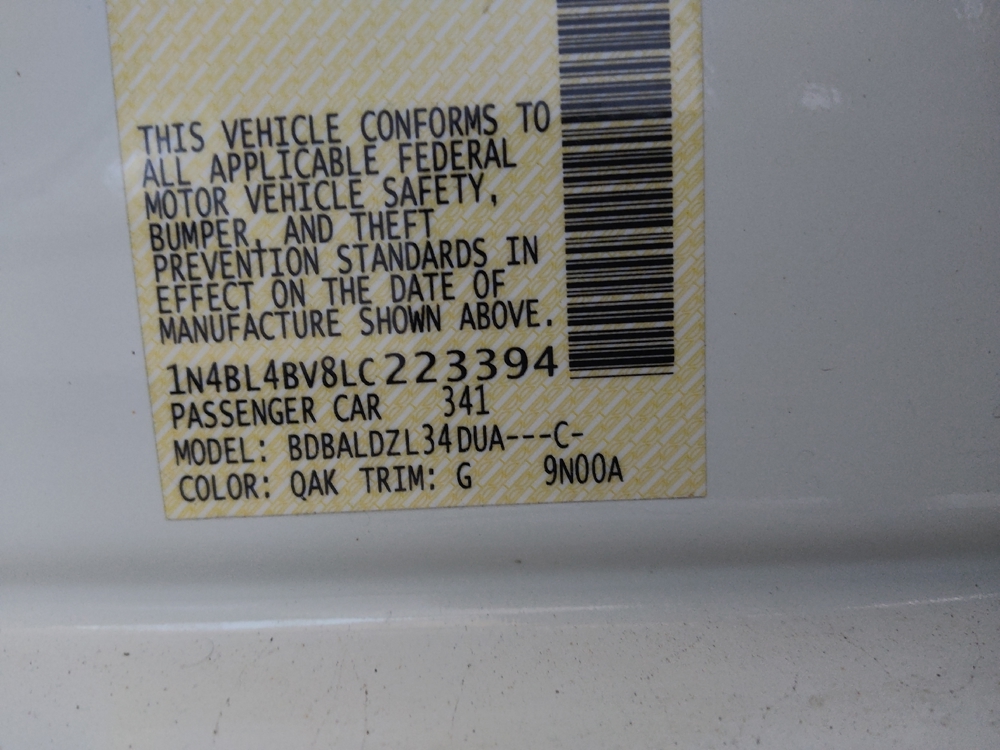 THIS VEHICLE CONFORMS TO
ALL APPLICABLE FEDERAL
MOTOR VEHICLE SAFETY,
BUMPER, AND THEFT
PREVENTION STANDARDS IN
EFFECT ON THE DATE OF
MANUFACTURE SHOWN ABOVE.
1N4BL4BV8LC223394
PASSENGER CAR 341
MODEL: BDBALDZL34DUA---C-
COLOR: QAK TRIM: G 9N00A